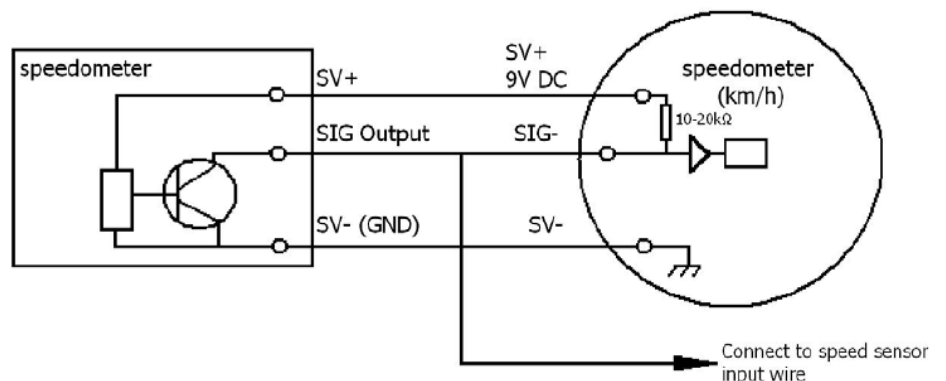 speedometer
SV+
SV+
9V DC
speedometer
(km/h)
10-20kΩ
SIG Output
SIG-
SV- (GND)
SV-
Connect to speed sensor
input wire